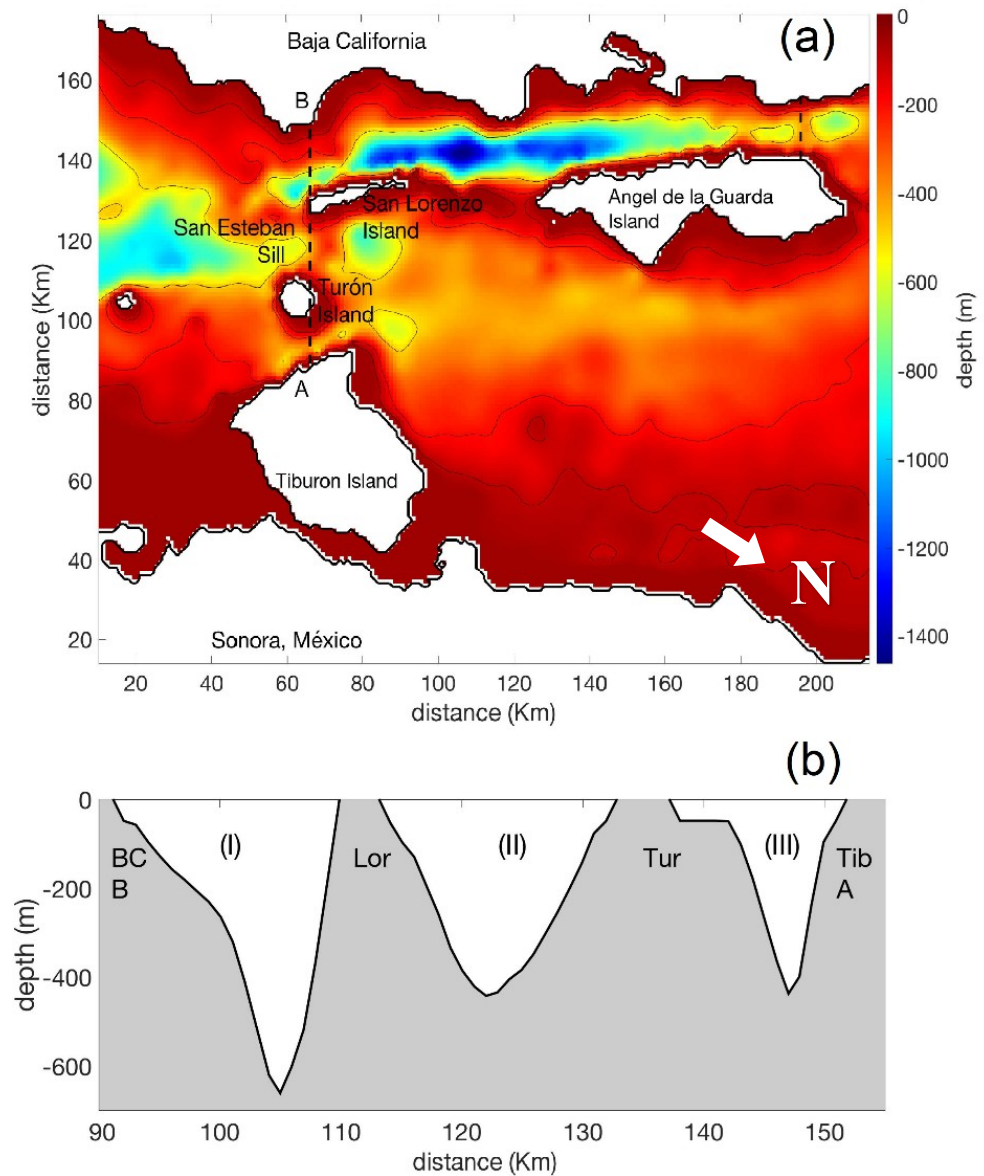 (a)
Baja California
B
San Esteban
Sill
San Lorenzo
Island
Angel de la Guarda
Island
Turón
Island
A
Tiburon Island
Sonora, México
N
160
140
120
100
80
60
40
20
distance (Km)
20 40 60 80 100 120 140 160 180 200
distance (Km)
0
-200
-400
-600
-800
-1000
-1200
-1400
depth (m)
(b)
0
-200
-400
-600
depth (m)
(I) (II) (III)
BC Lor Tur Tib
B A
90 100 110 120 130 140 150
distance (Km)